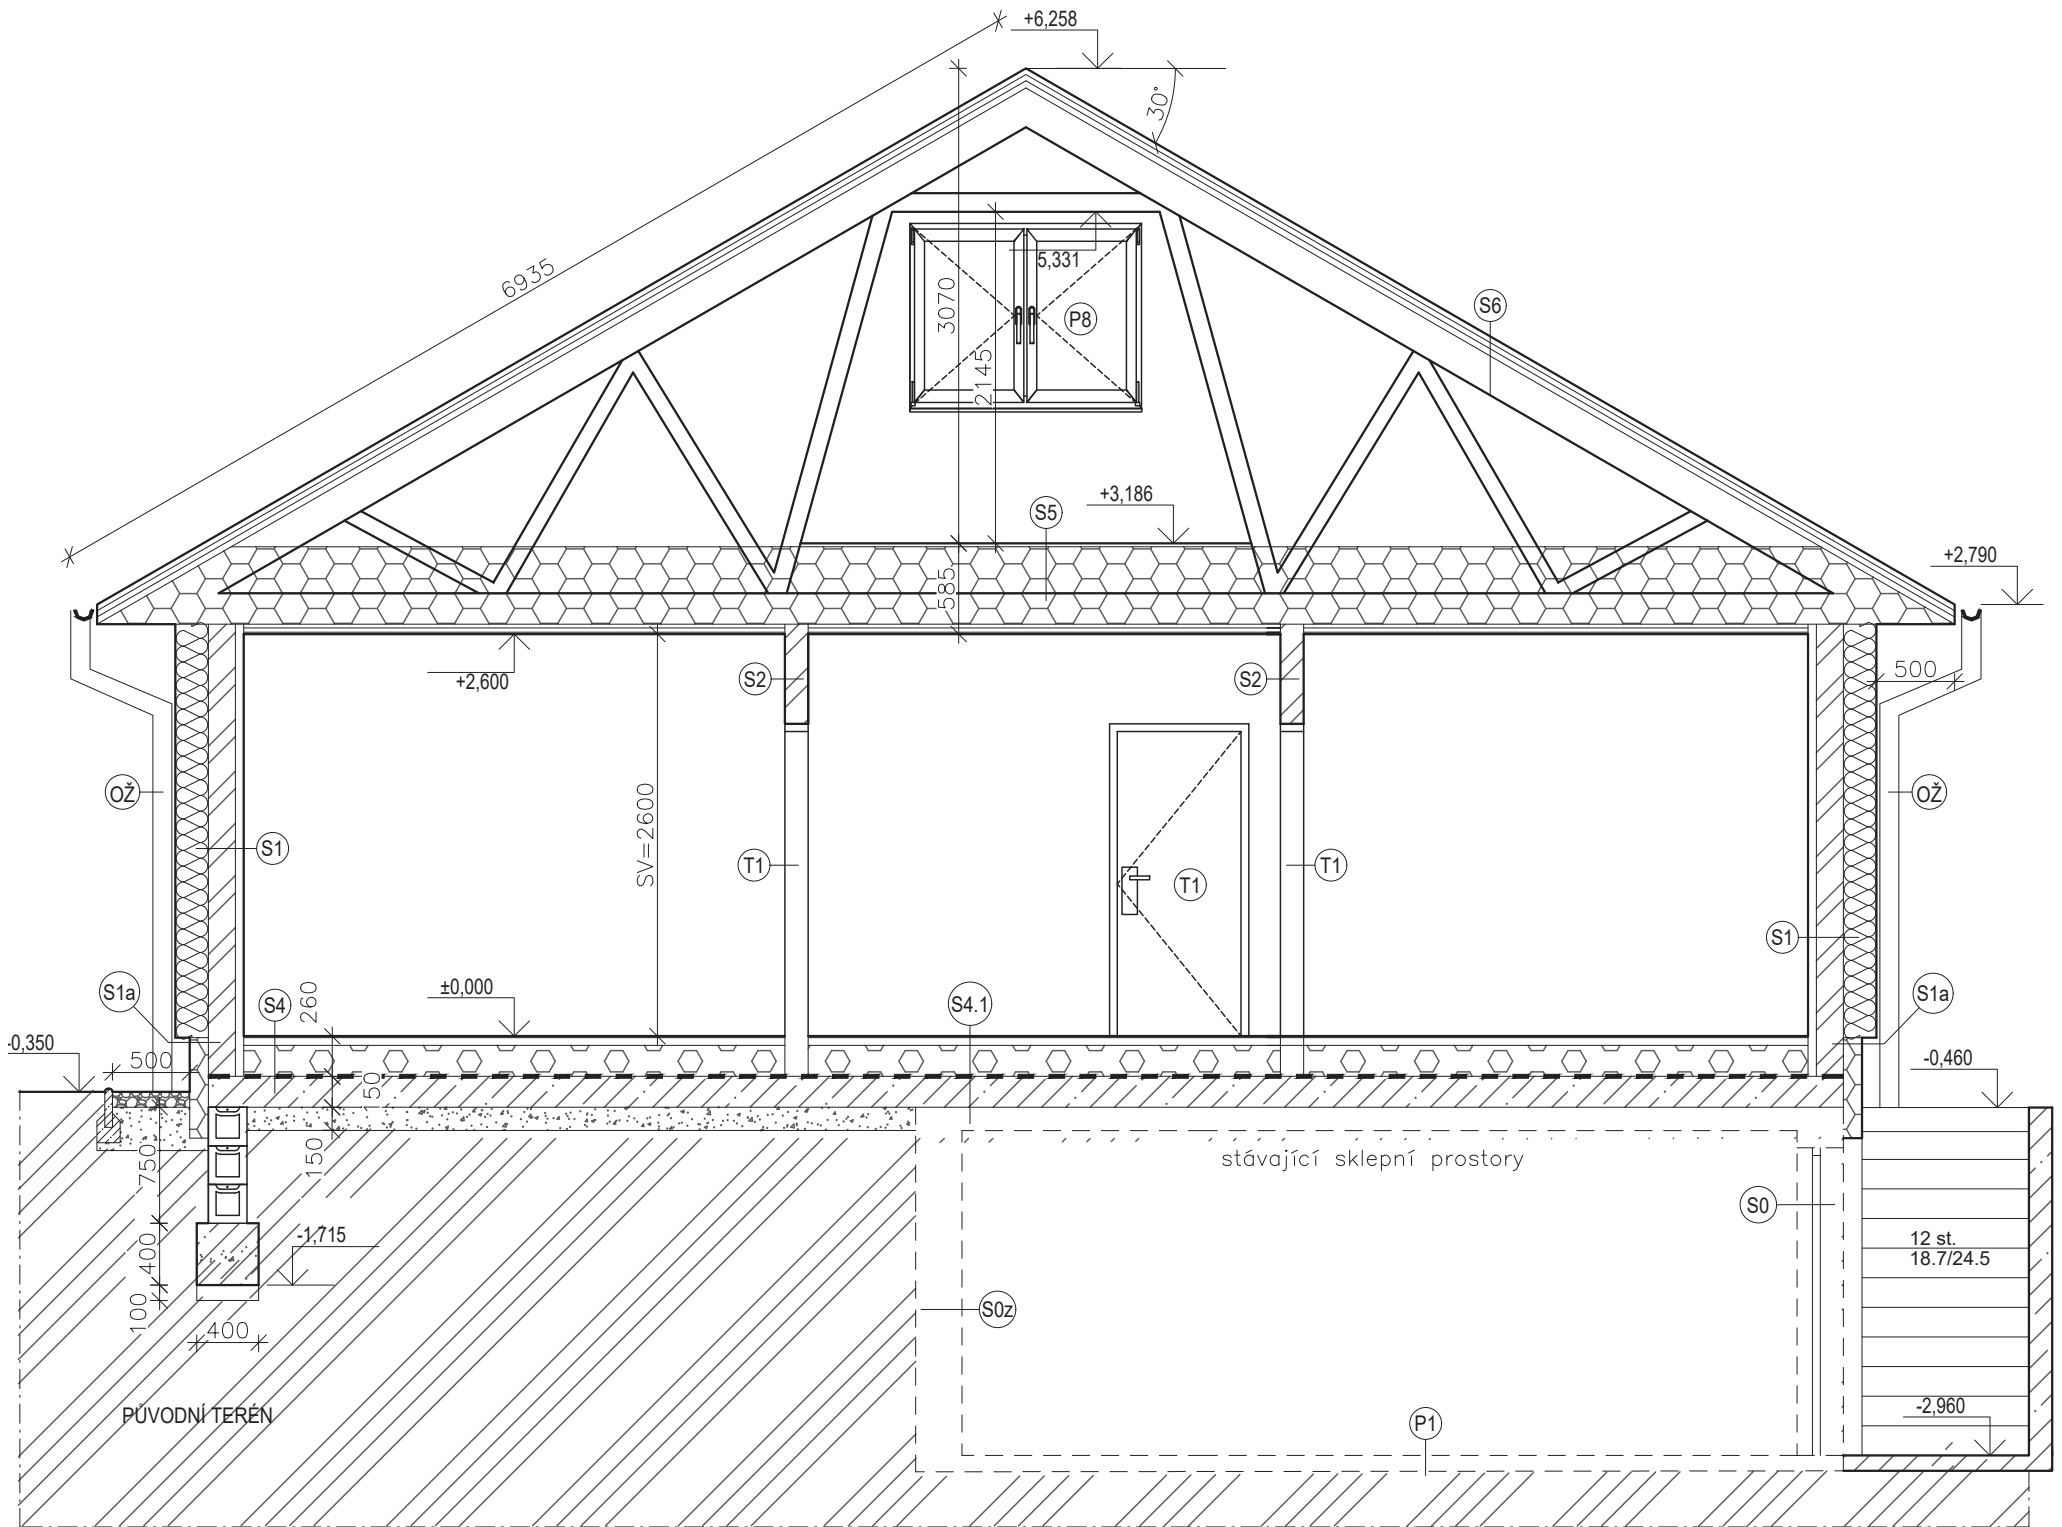 +6,258
30°
6935
3070
5,331
P8
2145
S6
+3,186
S5
+2,790
585
+2,600
S2
S2
500
OŽ
OŽ
SV=2600
S1
T1
T1
T1
S1
S1a
S4
260
±0,000
S4.1
S1a
-0,350
500
-0,460
150
750
150
stávající sklepní prostory
S0
400
-1,715
12 st.
18.7/24.5
100
400
S0z
PŮVODNÍ TERÉN
P1
-2,960